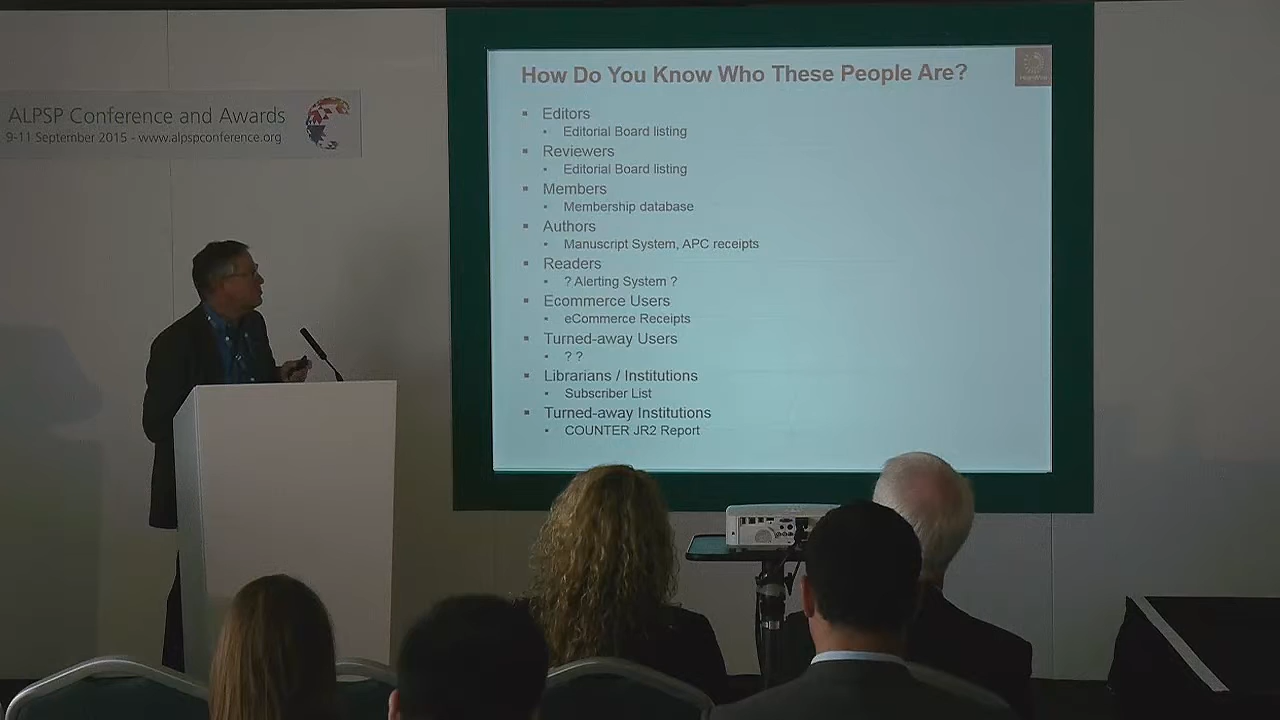 ALPSP Conference and Awards
9-11 September 2015 - www.alpspconference.org
How Do You Know Who These People Are?
HighWire
▪ Editors
▪ Editorial Board listing
▪ Reviewers
▪ Editorial Board listing
▪ Members
▪ Membership database
▪ Authors
▪ Manuscript System, APC receipts
▪ Readers
▪ ? Alerting System ?
▪ Ecommerce Users
▪ eCommerce Receipts
▪ Turned-away Users
▪ ? ?
▪ Librarians / Institutions
▪ Subscriber List
▪ Turned-away Institutions
▪ COUNTER JR2 Report